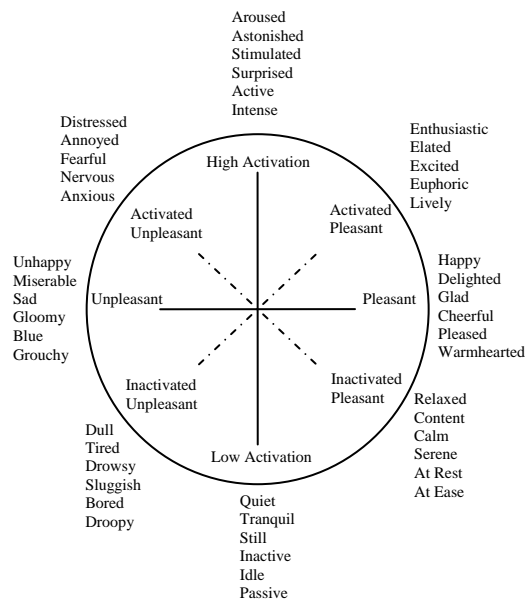 Aroused
Astonished
Stimulated
Surprised
Active
Intense
Distressed
Annoyed
Fearful
Nervous
Anxious
Enthusiastic
Elated
Excited
Euphoric
Lively
High Activation
Activated
Unpleasant
Activated
Pleasant
Unhappy
Miserable
Sad
Gloomy
Blue
Grouchy
Unpleasant
Pleasant
Happy
Delighted
Glad
Cheerful
Pleased
Warmhearted
Inactivated
Unpleasant
Inactivated
Pleasant
Low Activation
Dull
Tired
Drowsy
Sluggish
Bored
Droopy
Relaxed
Content
Calm
Serene
At Rest
At Ease
Quiet
Tranquil
Still
Inactive
Idle
Passive